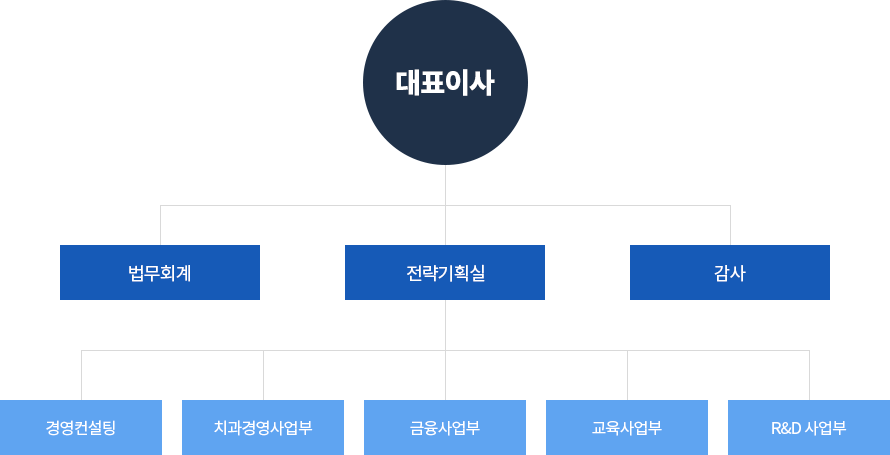 대표이사
법무회계
전략기획실
감사
경영컨설팅
치과경영사업부
금융사업부
교육사업부
R&D 사업부